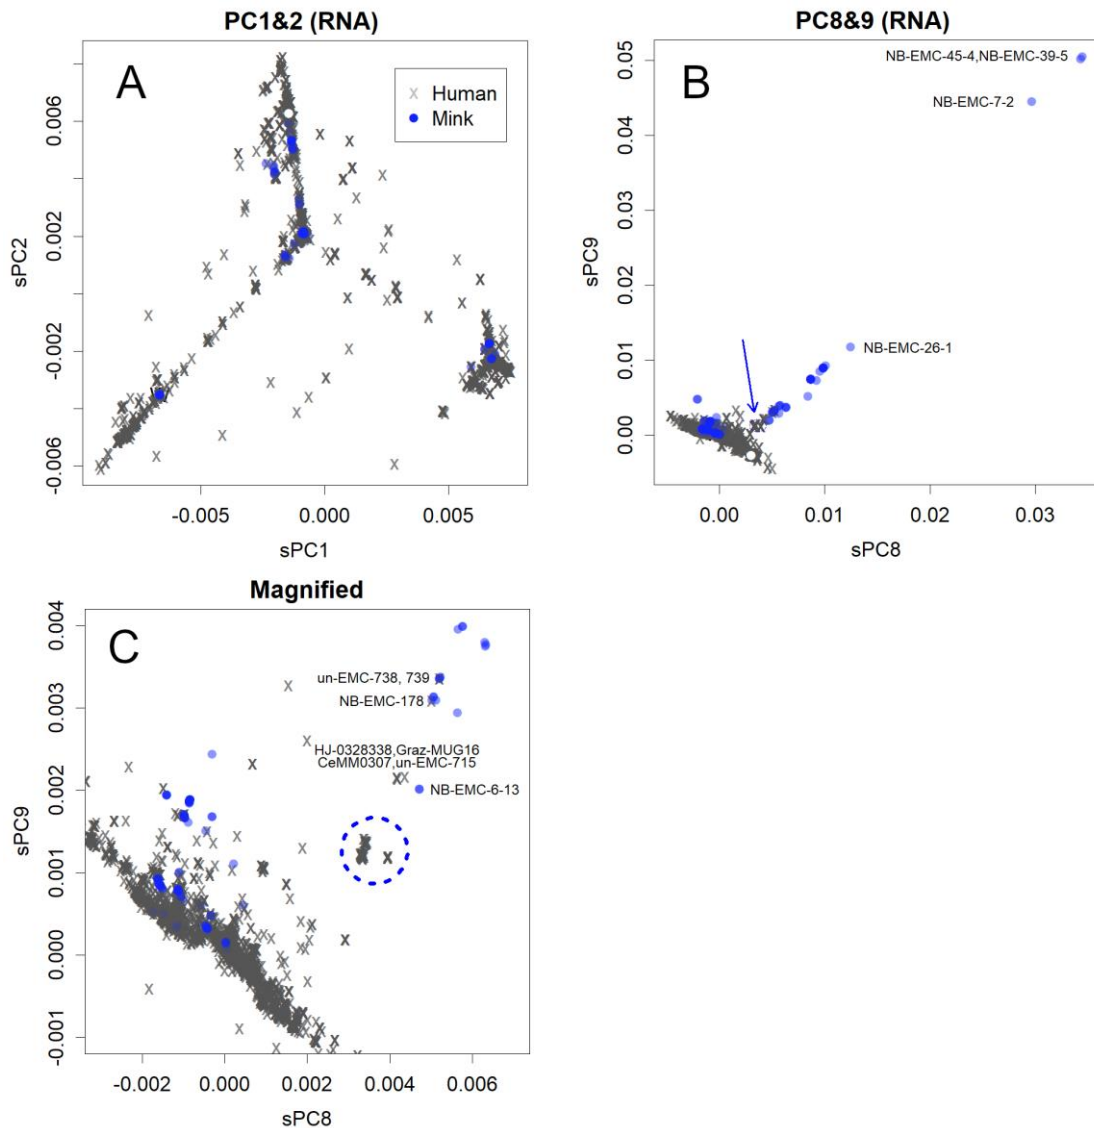 PC1&2 (RNA)
A
X Human
Mink
0.006
0.002
-0.002
-0.006
sPC2
-0.005
0.000
0.005
sPC1
PC8&9 (RNA)
B
NB-EMC-45-4,NB-EMC-39-5
NB-EMC-7-2
NB-EMC-26-1
0.05
0.04
0.03
0.02
0.01
0.00
sPC9
0.00
0.01
0.02
0.03
sPC8
Magnified
C
un-EMC-738, 739
NB-EMC-178
HJ-0328338,Graz-MUG16
CeMM0307,un-EMC-715
NB-EMC-6-13
0.004
0.003
0.002
0.001
0.000
-0.001
sPC9
-0.002
0.000
0.002
0.004
0.006
sPC8